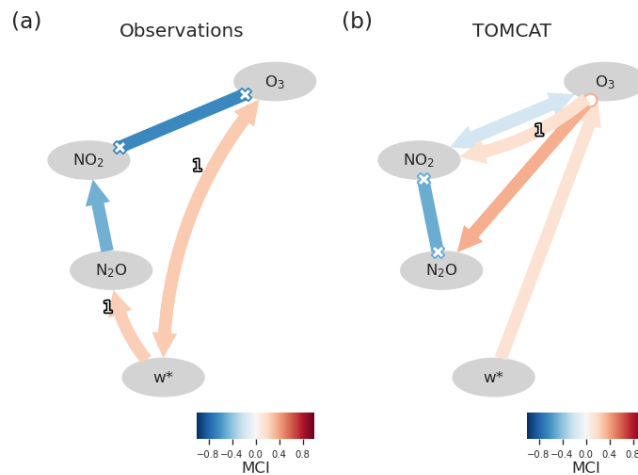 (a)
Observations
O₃
1
NO₂
N₂O
1
w*
−0.8 −0.4 0.0 0.4 0.8
MCI
(b)
TOMCAT
O₃
1
NO₂
N₂O
w*
−0.8 −0.4 0.0 0.4 0.8
MCI